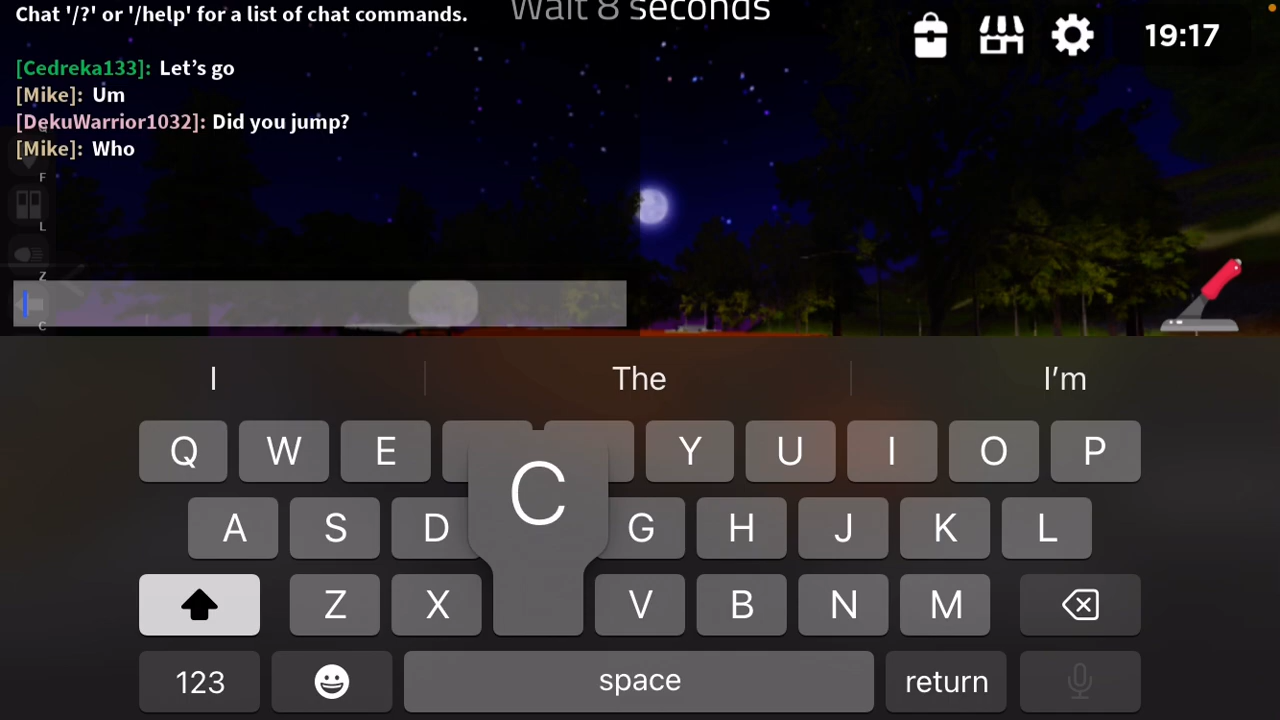 Chat '/?' or '/help' for a list of chat commands.
Wait 8 seconds
19:17
[Cedreka133]: Let’s go
[Mike]: Um
[DekuWarrior1032]: Did you jump?
[Mike]: Who
F
L
Z
C
I The I’m
Q W E Y U I O P
C
A S D G H J K L
Z X V B N M
123 space return